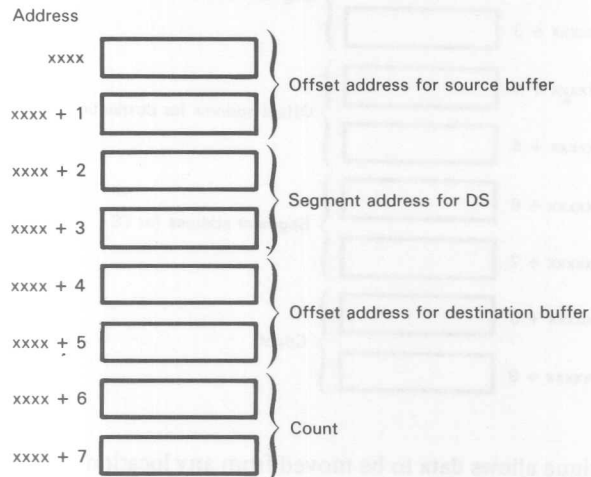 Address
xxxx
Offset address for source buffer
xxxx + 1
xxxx + 2
Segment address for DS
xxxx + 3
xxxx + 4
Offset address for destination buffer
xxxx + 5
xxxx + 6
Count
xxxx + 7